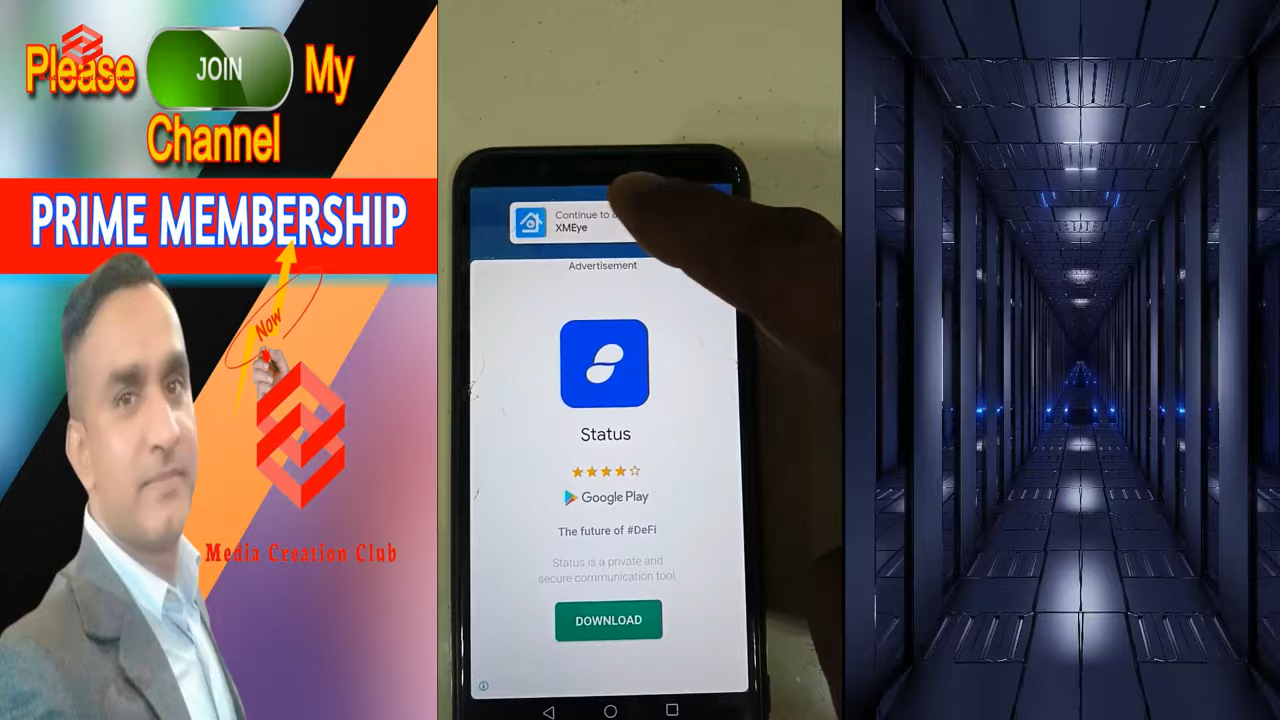 Please JOIN My
Channel
PRIME MEMBERSHIP
Now
Media Creation Club
Continue to
XMEye
Advertisement
Status
Google Play
The future of #DeFi
Status is a private and
secure communication tool.
DOWNLOAD